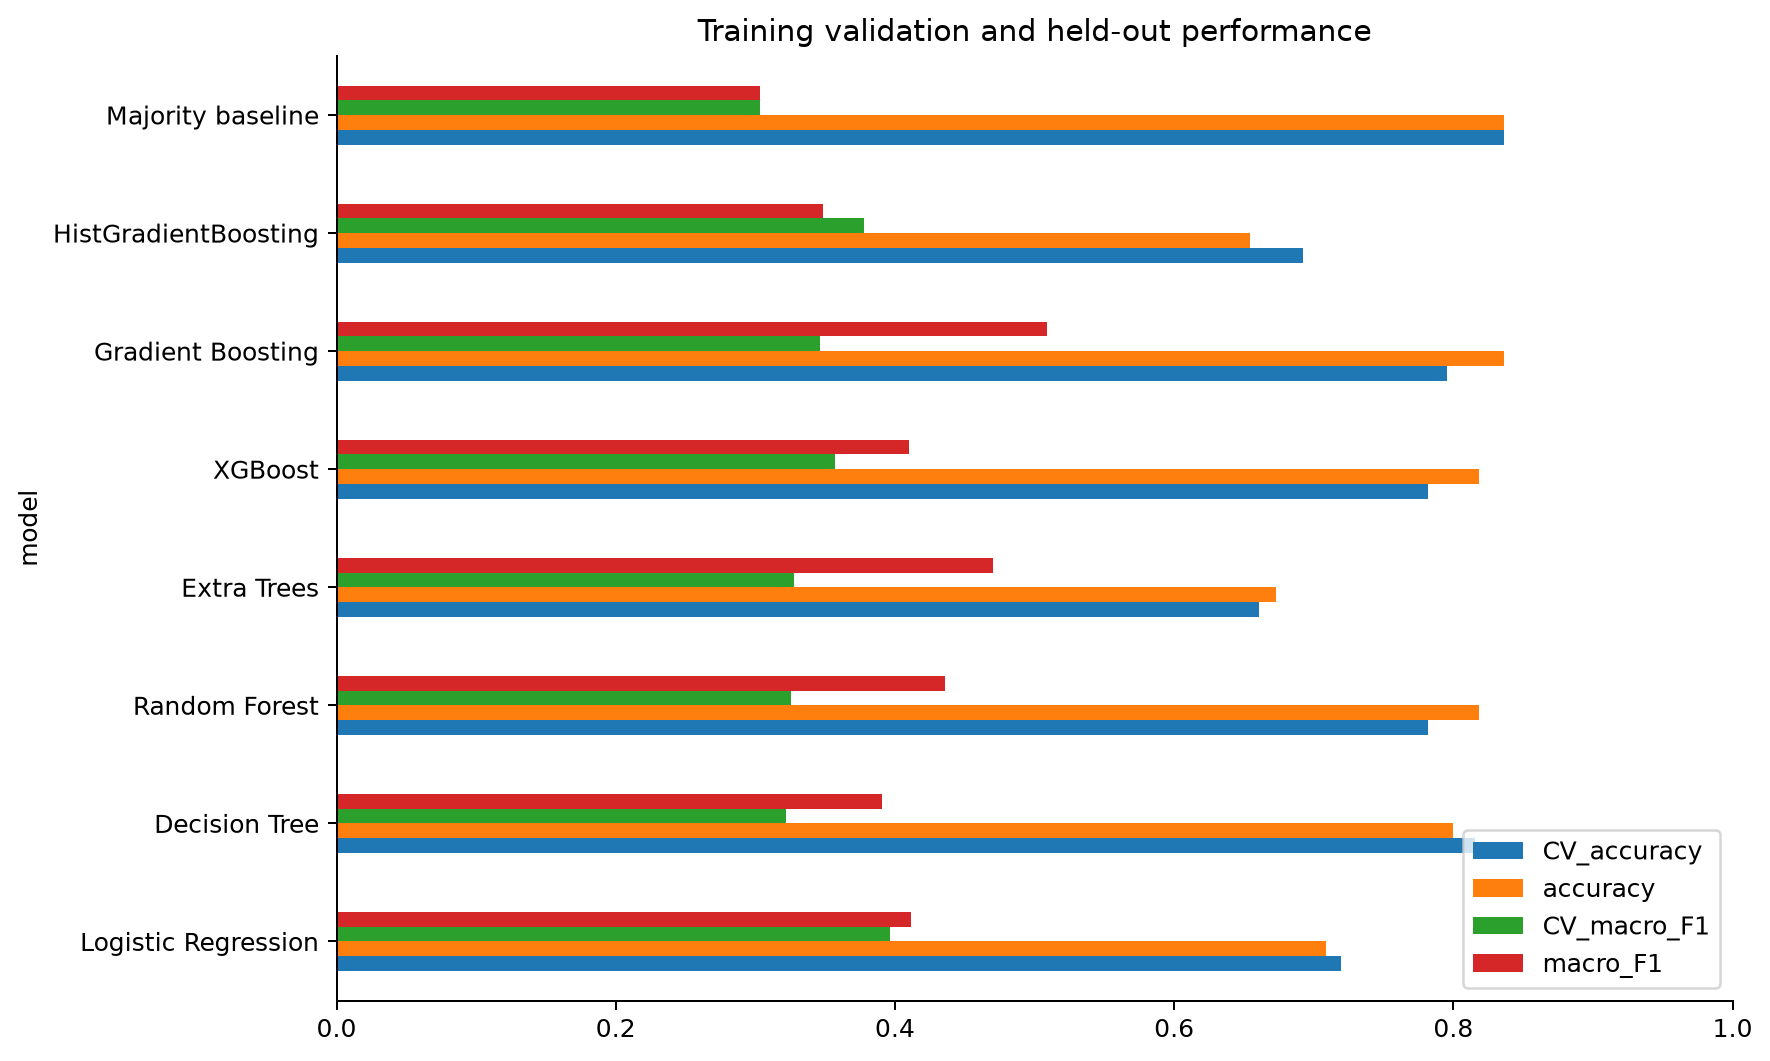 Training validation and held-out performance
Majority baseline
HistGradientBoosting
Gradient Boosting
XGBoost
Extra Trees
Random Forest
Decision Tree
Logistic Regression
model
CV_accuracy
accuracy
CV_macro_F1
macro_F1
0.0 0.2 0.4 0.6 0.8 1.0